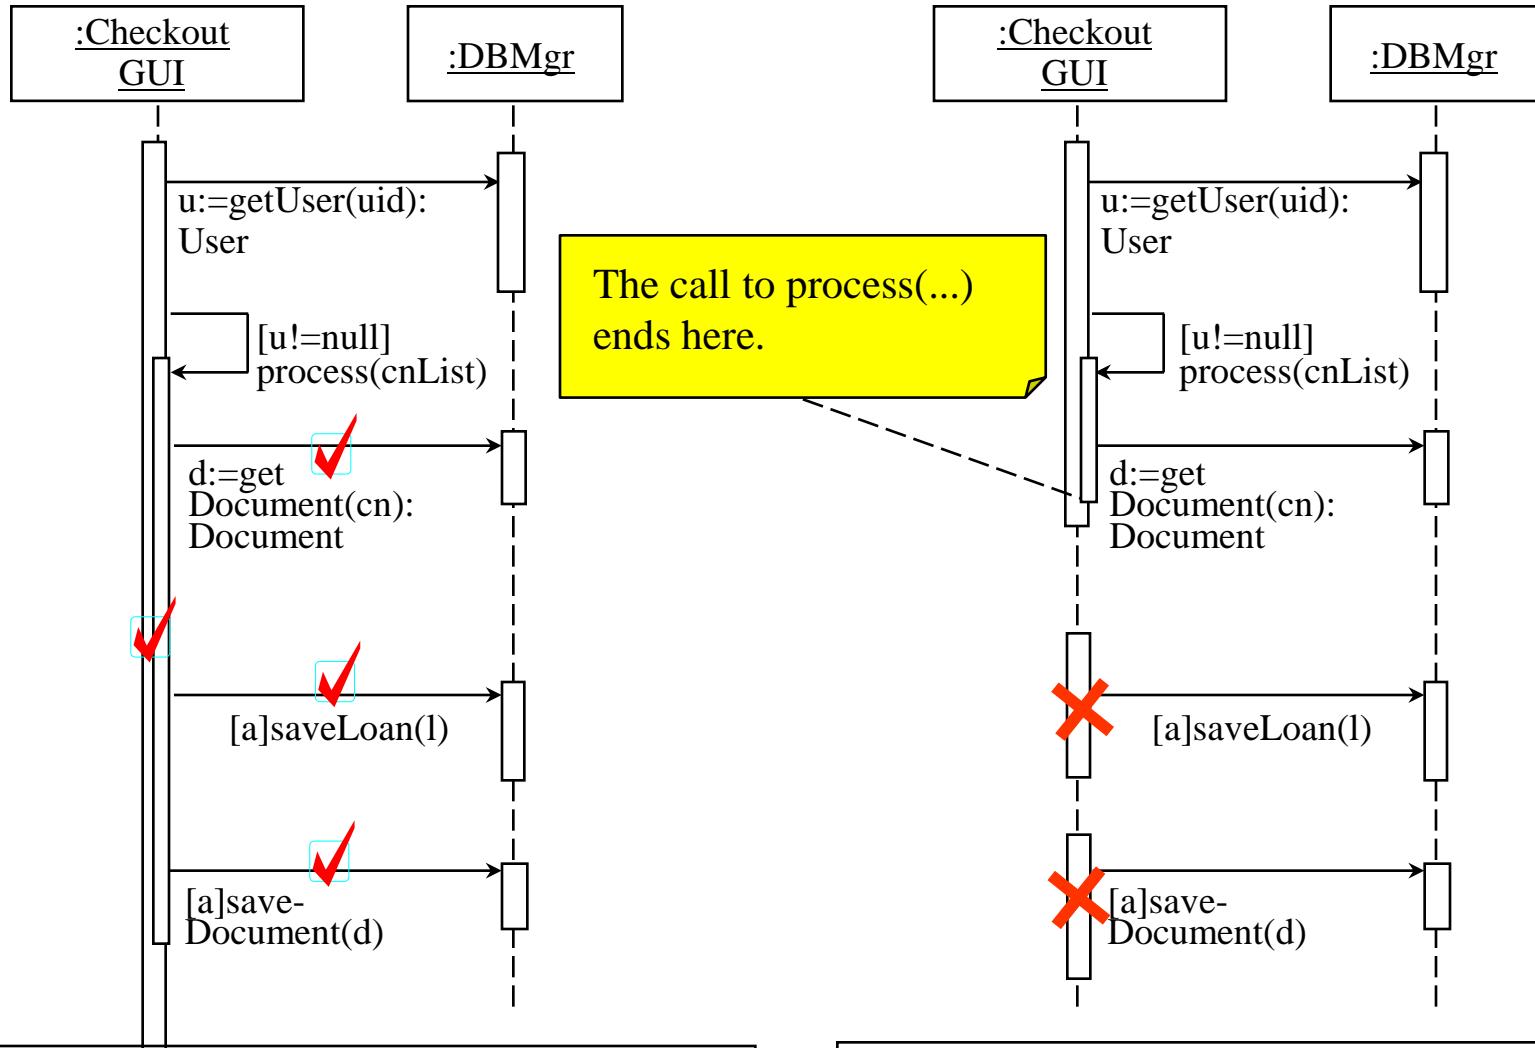 :Checkout
GUI
:DBMgr
u:=getUser(uid):
User
[u!=null]
process(cnList)
d:=get
Document(cn):
Document
[a]saveLoan(l)
[a]save-
Document(d)
The call to process(...)
ends here.
:Checkout
GUI
:DBMgr
u:=getUser(uid):
User
[u!=null]
process(cnList)
d:=get
Document(cn):
Document
[a]saveLoan(l)
[a]save-
Document(d)